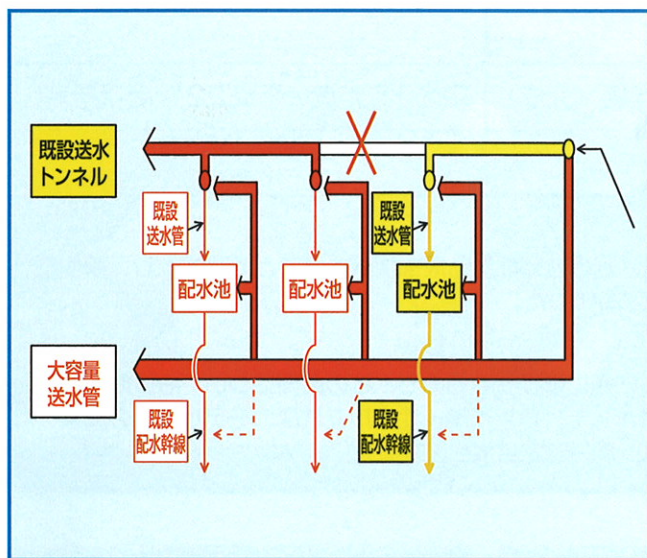 既設送水
トンネル
既設
送水管
既設
送水管
配水池
配水池
配水池
大容量
送水管
既設
配水幹線
既設
配水幹線